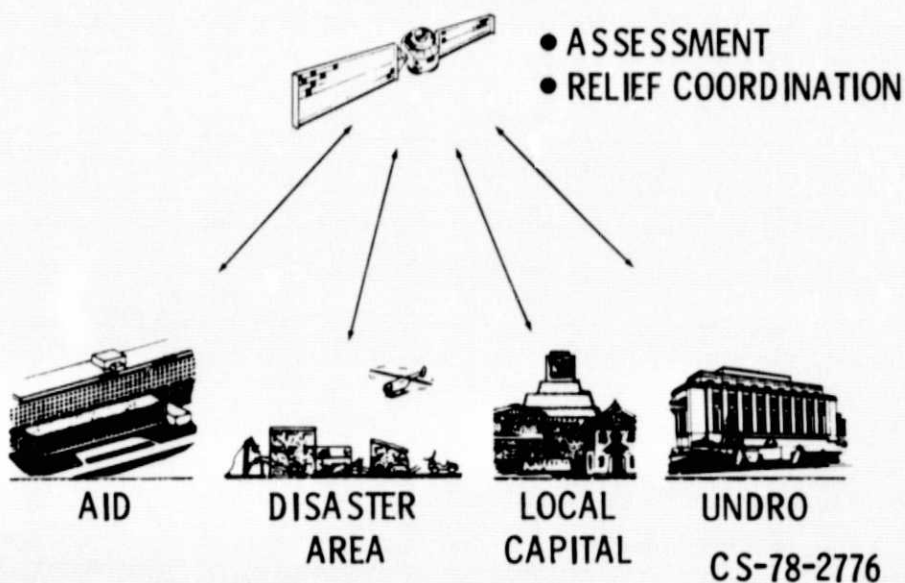 • ASSESSMENT
• RELIEF COORDINATION
AID
DISASTER
AREA
LOCAL
CAPITAL
UNDRO
CS-78-2776